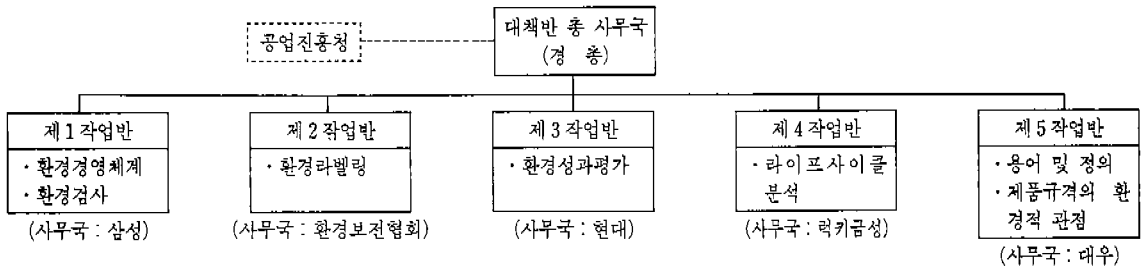 대책반 총 사무국
(경 총)
공업진흥청
제1작업반
· 환경경영체계
· 환경검사
(사무국 : 삼성)
제2작업반
· 환경라벨링
(사무국 : 환경보전협회)
제3작업반
· 환경성과평가
(사무국 : 현대)
제4작업반
· 라이프사이클
분석
(사무국 : 럭키금성)
제5작업반
· 용어 및 정의
· 제품규격의 환
경적 관점
(사무국 : 대우)